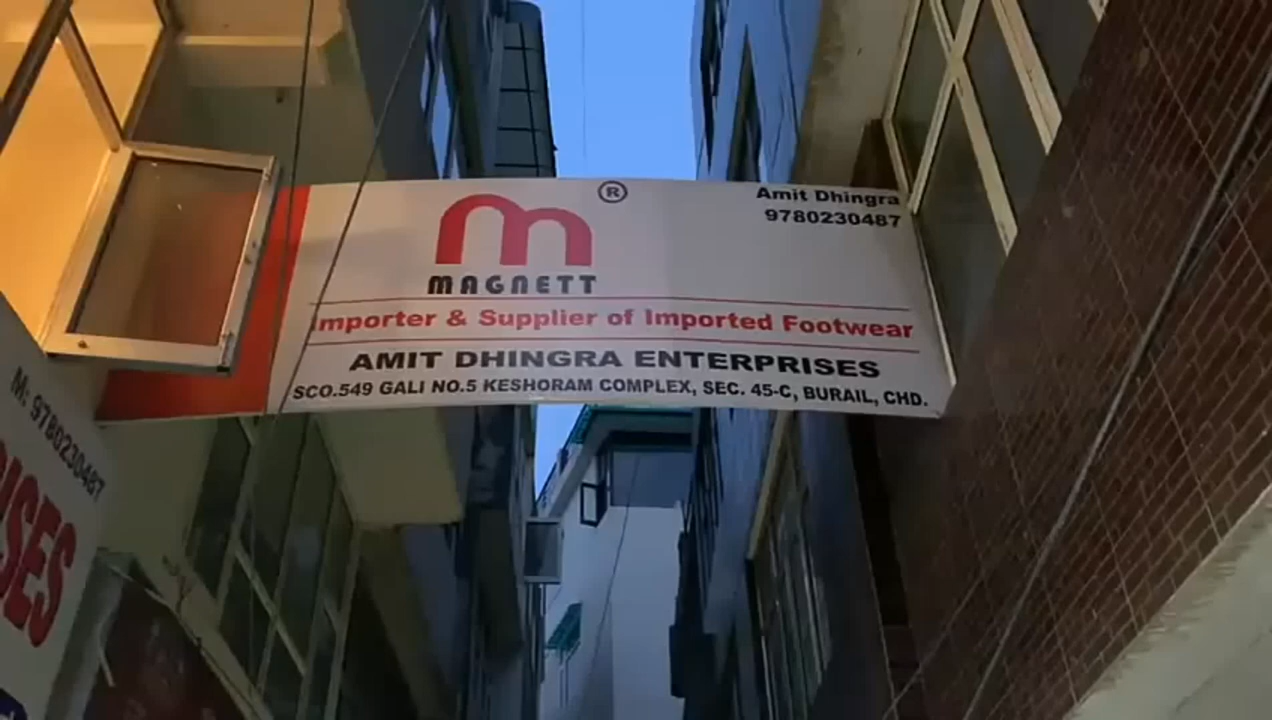 ®
Amit Dhingra
9780230487
m
MAGNETT
Importer & Supplier of Imported Footwear
AMIT DHINGRA ENTERPRISES
SCO.549 GALI NO.5 KESHORAM COMPLEX, SEC. 45-C, BURAIL, CHD.
M: 9780230487
ISES